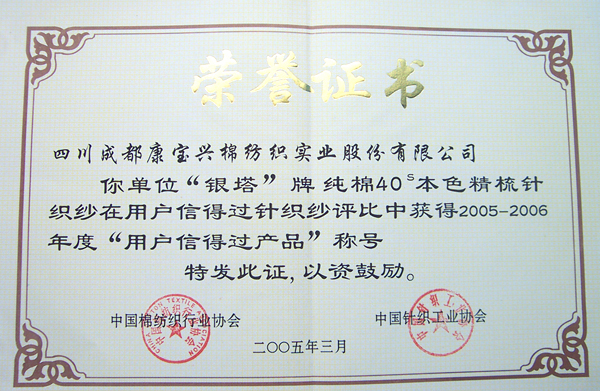 荣誉证书
四川成都康宝兴棉纺织实业股份有限公司
你单位“银塔”牌纯棉40ˢ本色精梳针
织纱在用户信得过针织纱评比中获得2005-2006
年度“用户信得过产品”称号
特发此证,以资鼓励。
中国棉纺织行业协会 中国针织工业协会
二〇〇五年三月